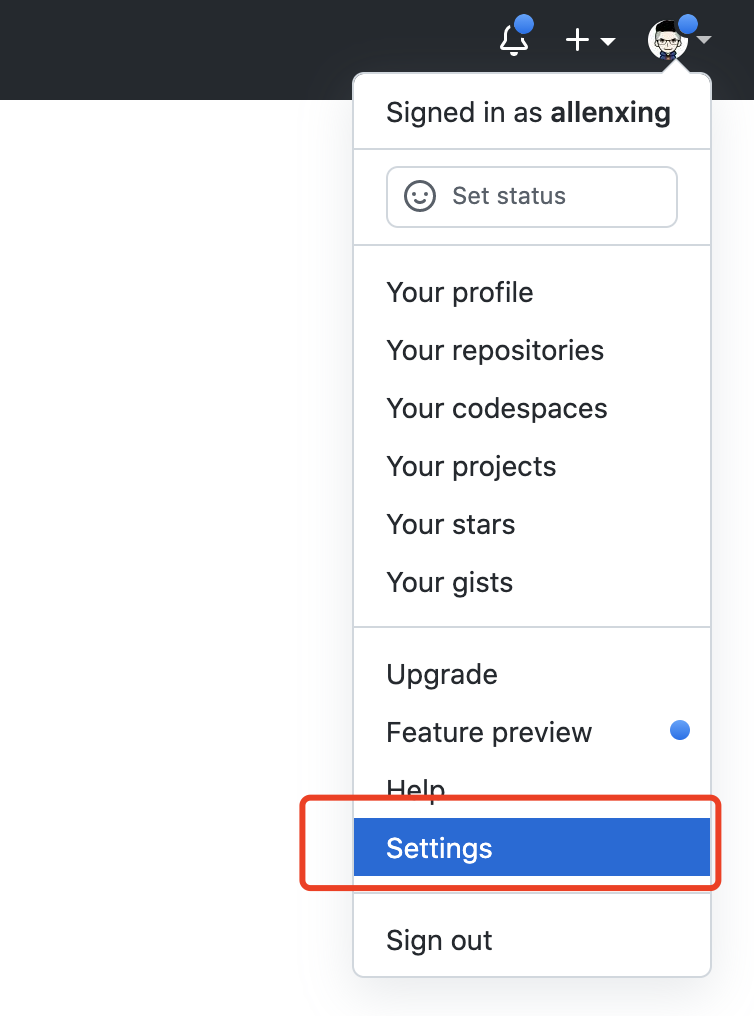 Signed in as allenxing
Set status
Your profile
Your repositories
Your codespaces
Your projects
Your stars
Your gists
Upgrade
Feature preview
Help
Settings
Sign out